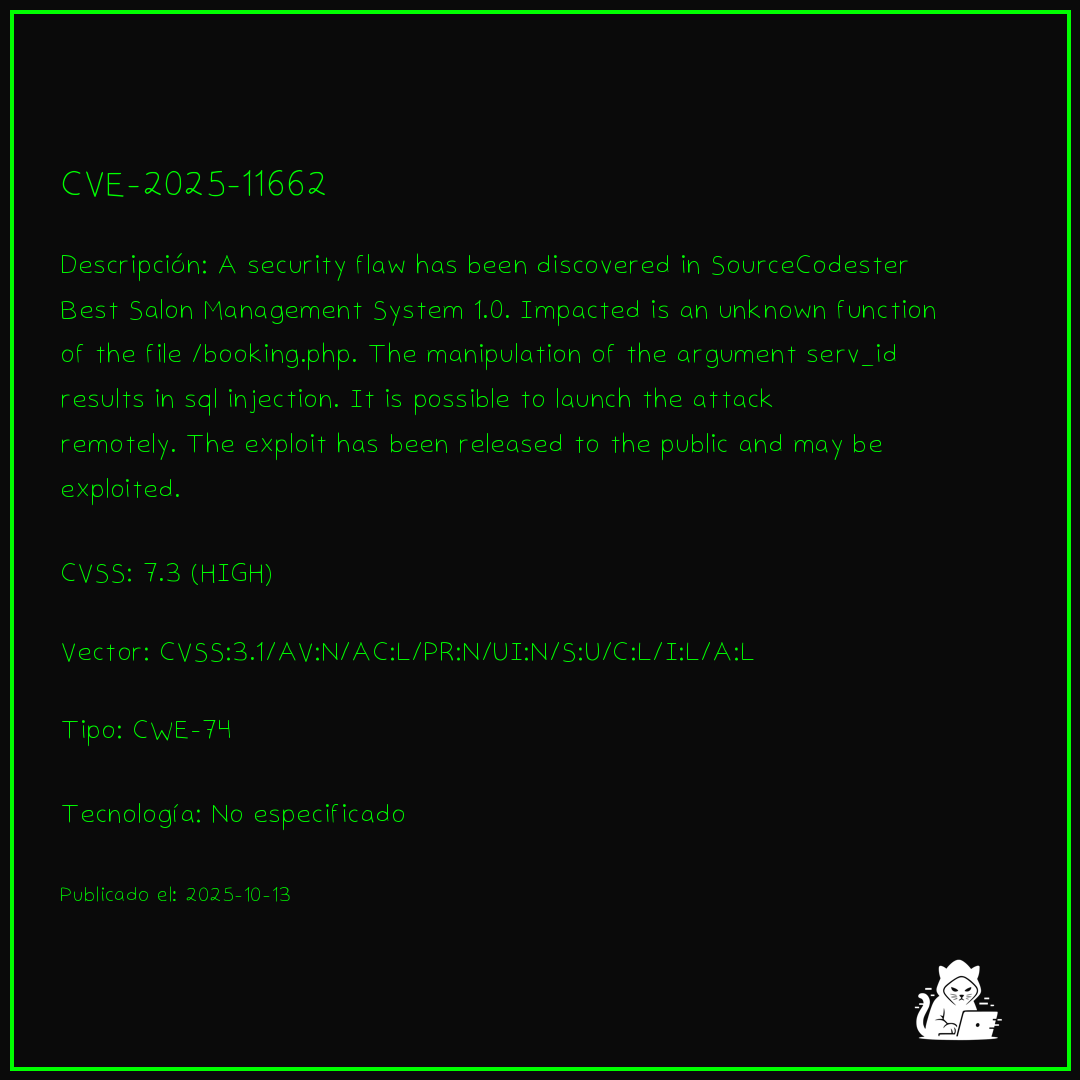 CVE-2025-11662
Descripción: A security flaw has been discovered in SourceCodester
Best Salon Management System 1.0. Impacted is an unknown function
of the file /booking.php. The manipulation of the argument serv_id
results in sql injection. It is possible to launch the attack
remotely. The exploit has been released to the public and may be
exploited.
CVSS: 7.3 (HIGH)
Vector: CVSS:3.1/AV:N/AC:L/PR:N/UI:N/S:U/C:L/I:L/A:L
Tipo: CWE-74
Tecnología: No especificado
Publicado el: 2025-10-13